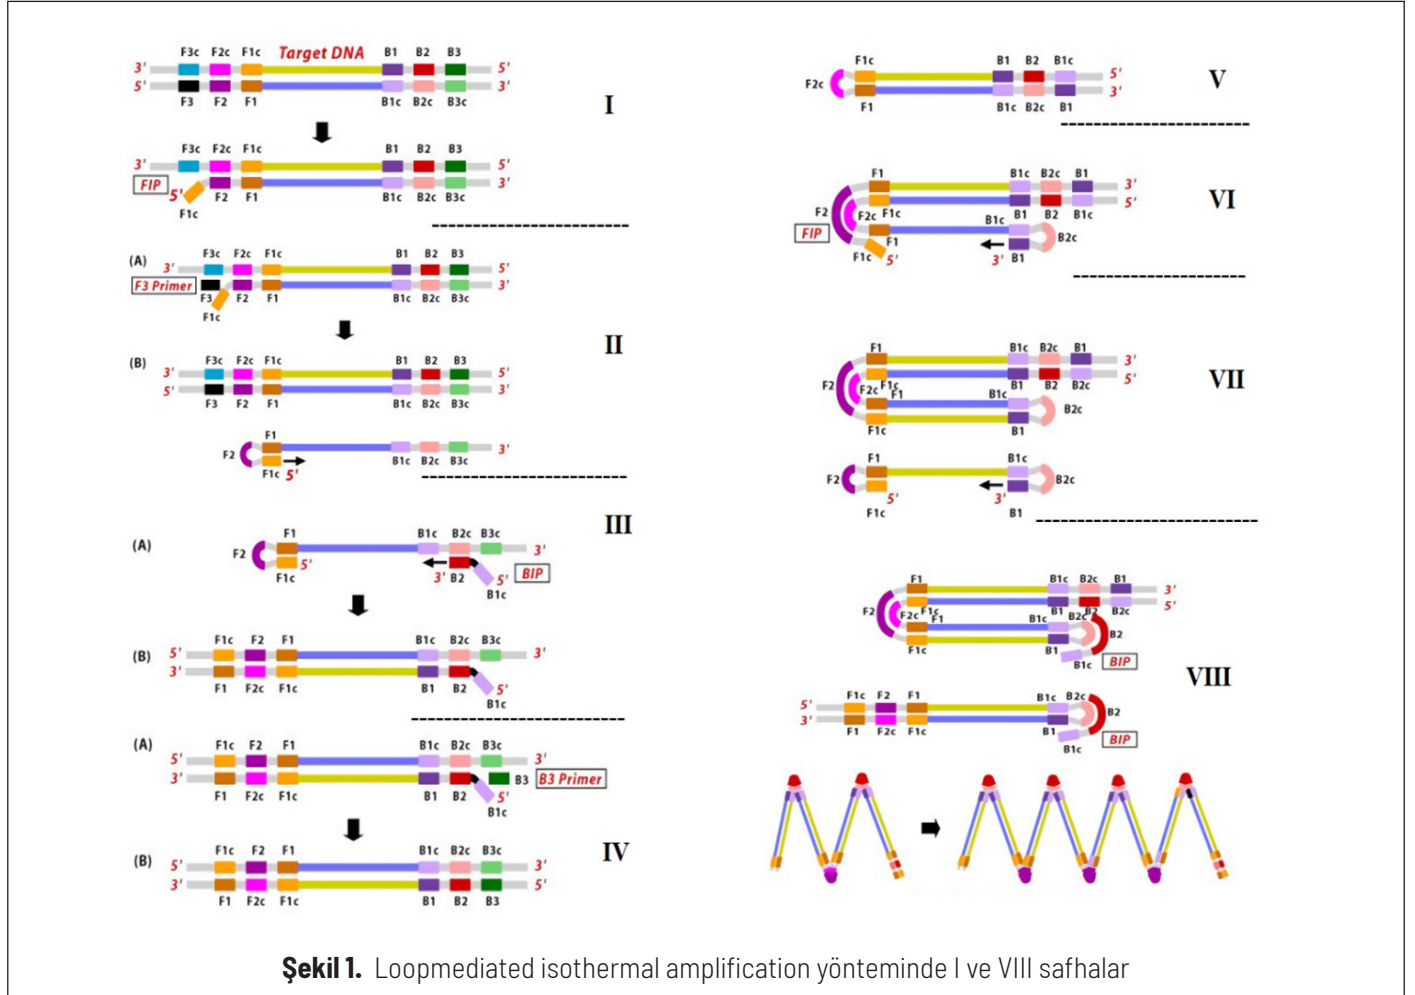 F3c F2c F1c Target DNA B1 B2 B3
3' 5'
5' 3'
F3 F2 F1 B1c B2c B3c
I
F3c F2c F1c B1 B2 B3
3' 5'
FIP 5' F2 F1 B1c B2c B3c 3'
F1c
(A) F3c F2c F1c B1 B2 B3
3' 5'
F3 Primer 3'
F3 F2 F1 B1c B2c B3c
F1c
II
(B) F3c F2c F1c B1 B2 B3
3' 5'
5' 3'
F3 F2 F1 B1c B2c B3c
F1
F2 3'
F1c 5' B1c B2c B3c
III
(A) F1 B1c B2c B3c
F2 3'
5' 3' B2 5' BIP
F1c B1c
(B) F1c F2 F1 B1c B2c B3c
5' 3'
3' 5'
F1 F2c F1c B1 B2 B1c
(A) F1c F2 F1 B1c B2c B3c
5' 3'
3' B3 B3 Primer
F1 F2c F1c B1 B2 5'
B1c
IV
(B) F1c F2 F1 B1c B2c B3c
5' 3'
3' 5'
F1 F2c F1c B1 B2 B3
F1c B1 B2 B1c
F2c 5'
3'
F1 B1c B2c B1
V
F1 B1c B2c B1
3'
5'
F2 F2c F1c B1c B1 B2 B1c
FIP F1 B2c
F1c 5' 3' B1
VI
F1 B1c B2c B1
3'
5'
F2 F2c F1c F1 B1c B1 B2 B2c
B2c
F1c B1
VII
F1 B1c
F2 B2c
5' 3'
F1c B1
F1 B1c B2c B1
3'
5'
F2 F2c F1c F1 B1c B1 B2 B2c
B2c B2
F1c B1 B1c BIP
VIII
F1c F2 F1 B1c B2c
5' B2
3'
F1 F2c F1c B1 B1c BIP
Şekil 1. Loopmediated isothermal amplification yönteminde I ve VIII safhalar